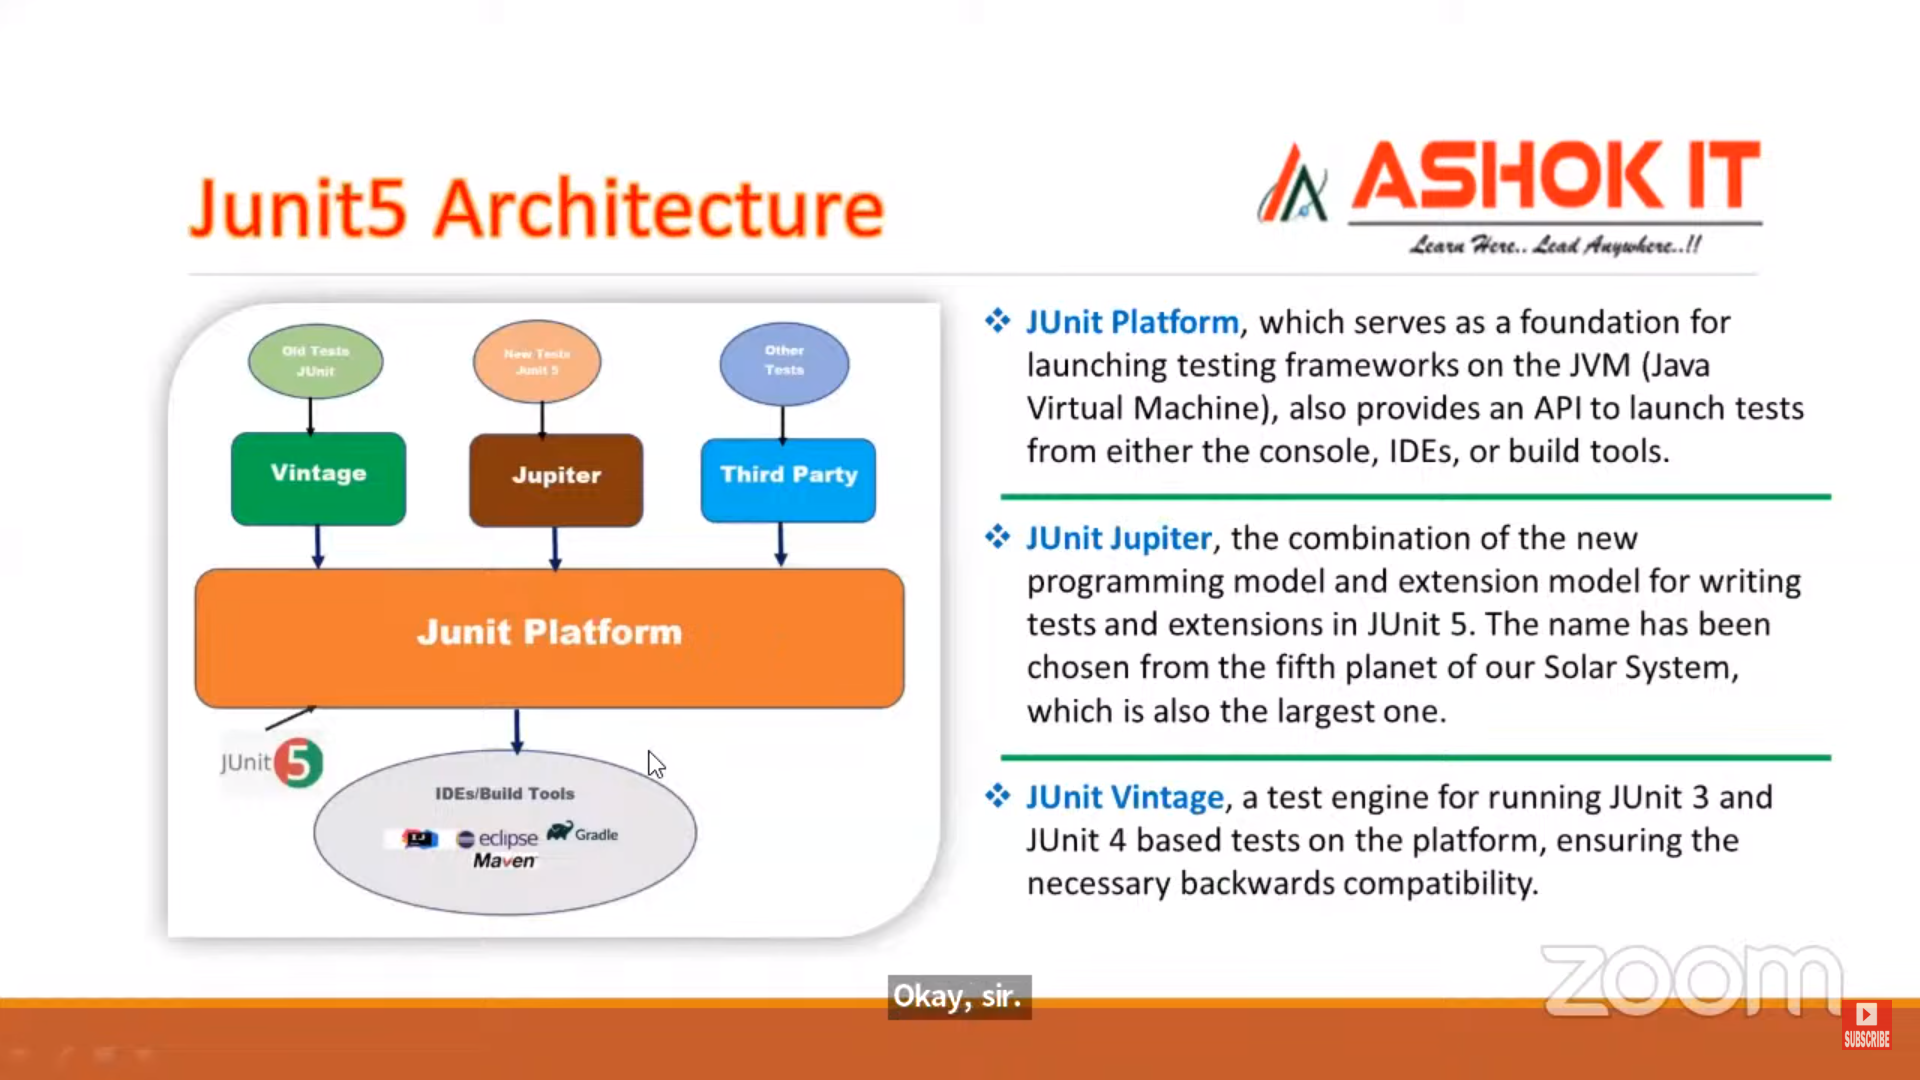 Junit5 Architecture
ASHOK IT
Learn Here.. Lead Anywhere..!!
Old Tests
JUnit
New Tests
Junit 5
Other
Tests
Vintage
Jupiter
Third Party
Junit Platform
JUnit 5
IDEs/Build Tools
IJ
eclipse
Gradle
Maven
JUnit Platform, which serves as a foundation for
launching testing frameworks on the JVM (Java
Virtual Machine), also provides an API to launch tests
from either the console, IDEs, or build tools.
JUnit Jupiter, the combination of the new
programming model and extension model for writing
tests and extensions in JUnit 5. The name has been
chosen from the fifth planet of our Solar System,
which is also the largest one.
JUnit Vintage, a test engine for running JUnit 3 and
JUnit 4 based tests on the platform, ensuring the
necessary backwards compatibility.
zoom
Okay, sir.
SUBSCRIBE